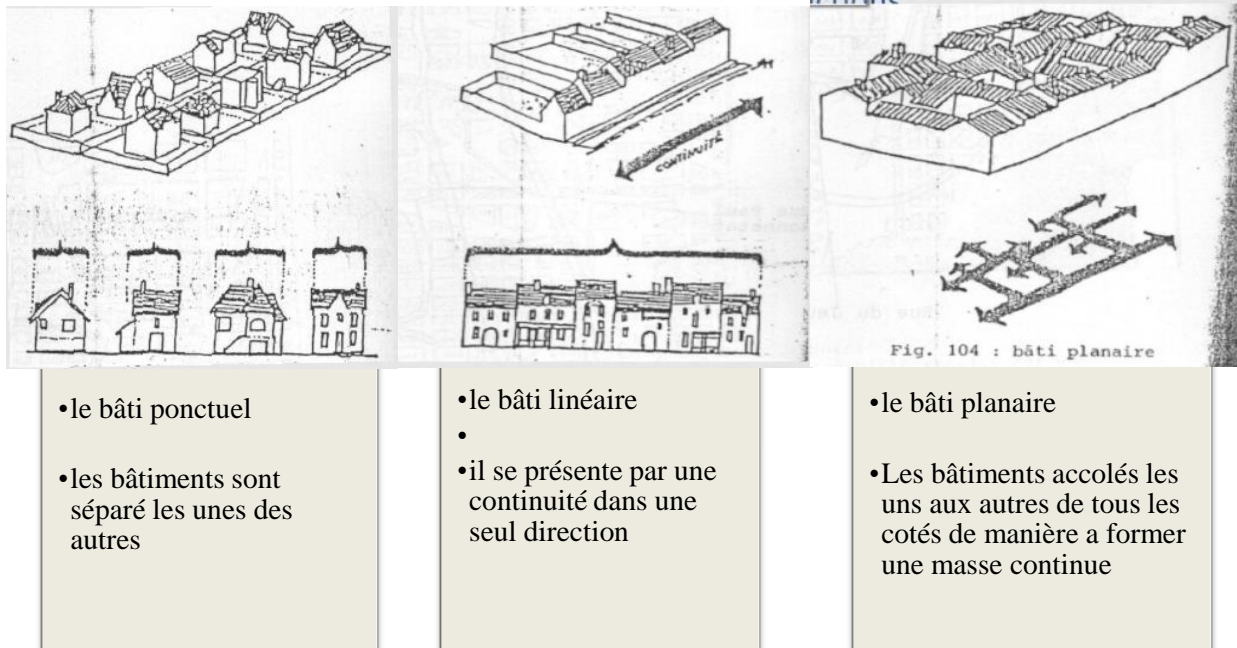 CONTINUITÉ
Fig. 104 : bâti planaire
•le bâti ponctuel
•les bâtiments sont
séparé les unes des
autres
•le bâti linéaire
•
•il se présente par une
continuité dans une
seul direction
•le bâti planaire
•Les bâtiments accolés les
uns aux autres de tous les
cotés de manière a former
une masse continue